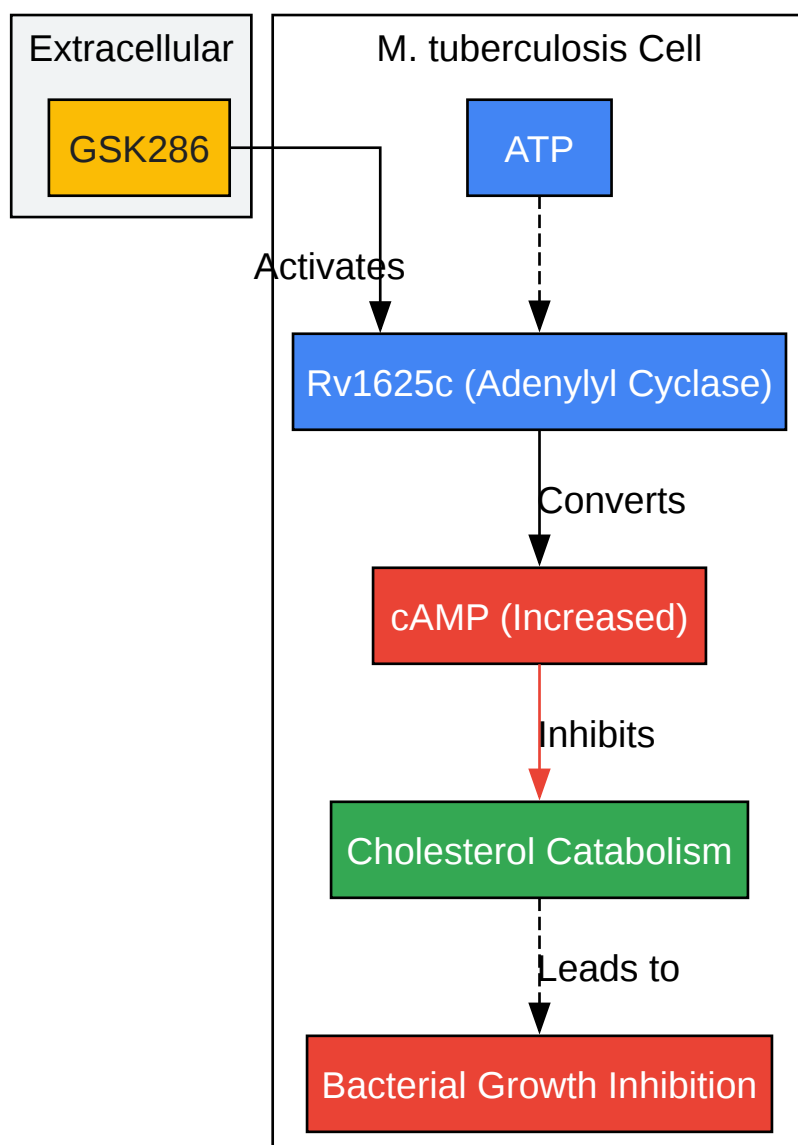 Extracellular
M. tuberculosis Cell
GSK286
ATP
Activates
Rv1625c (Adenylyl Cyclase)
Converts
cAMP (Increased)
Inhibits
Cholesterol Catabolism
Leads to
Bacterial Growth Inhibition